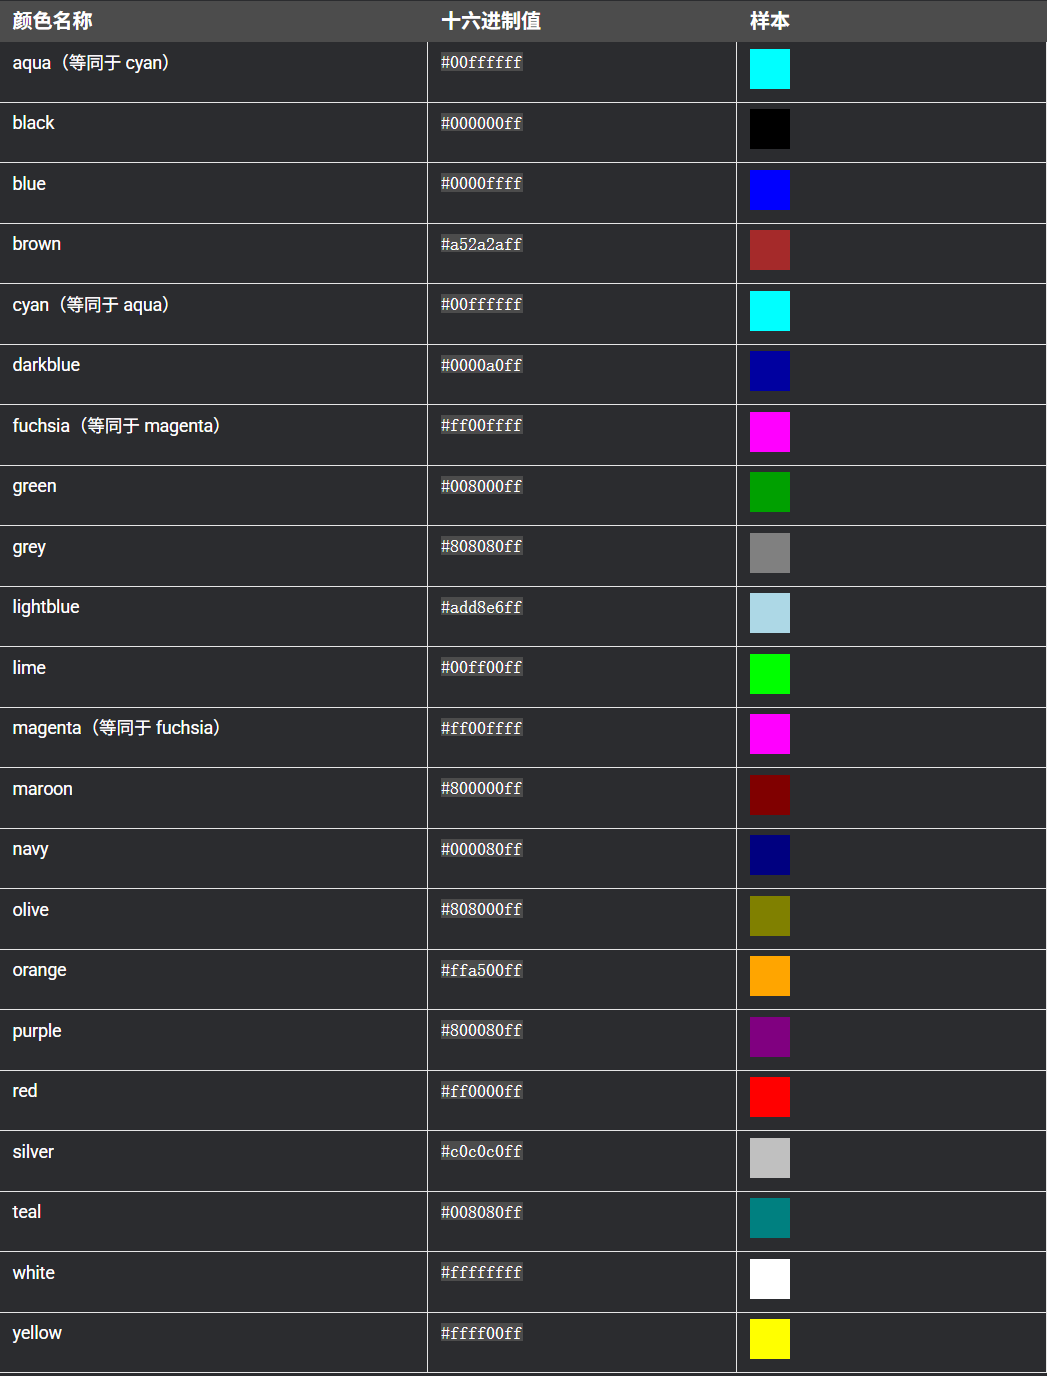 颜色名称 十六进制值 样本
aqua（等同于 cyan） #00ffffff
black #000000ff
blue #0000ffff
brown #a52a2aff
cyan（等同于 aqua） #00ffffff
darkblue #0000a0ff
fuchsia（等同于 magenta） #ff00ffff
green #008000ff
grey #808080ff
lightblue #add8e6ff
lime #00ff00ff
magenta（等同于 fuchsia） #ff00ffff
maroon #800000ff
navy #000080ff
olive #808000ff
orange #ffa500ff
purple #800080ff
red #ff0000ff
silver #c0c0c0ff
teal #008080ff
white #ffffffff
yellow #ffff00ff